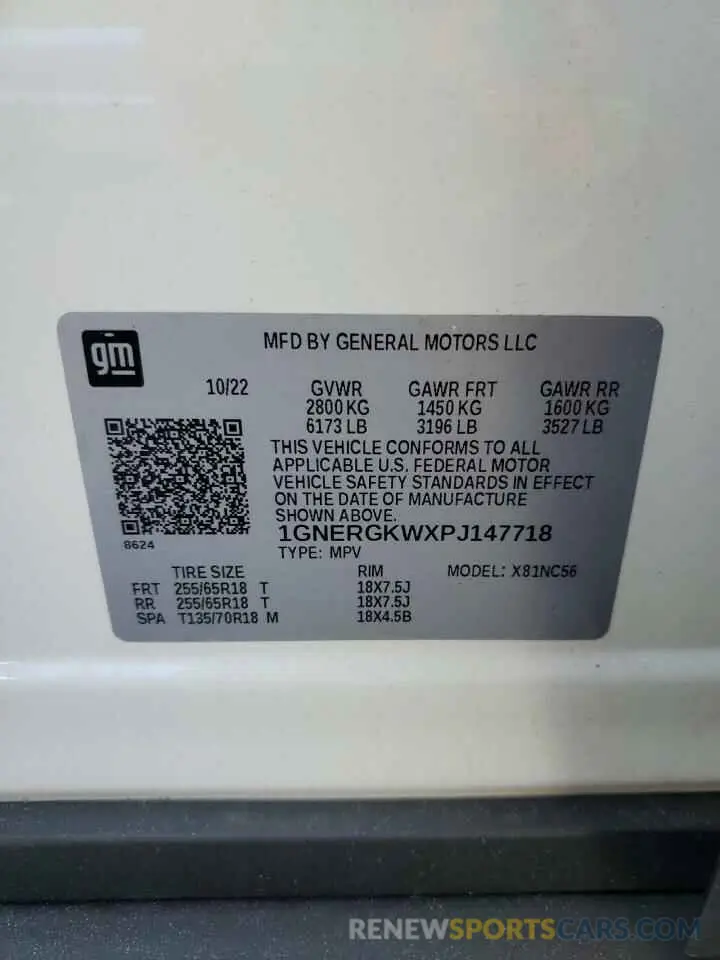 gm
MFD BY GENERAL MOTORS LLC
10/22 GVWR GAWR FRT GAWR RR
2800 KG 1450 KG 1600 KG
6173 LB 3196 LB 3527 LB
THIS VEHICLE CONFORMS TO ALL
APPLICABLE U.S. FEDERAL MOTOR
VEHICLE SAFETY STANDARDS IN EFFECT
ON THE DATE OF MANUFACTURE
SHOWN ABOVE.
1GNERGKWXPJ147718
8624
TYPE: MPV
TIRE SIZE RIM MODEL: X81NC56
FRT 255/65R18 T 18X7.5J
RR 255/65R18 T 18X7.5J
SPA T135/70R18 M 18X4.5B
RENEWSPORTSCARS.COM